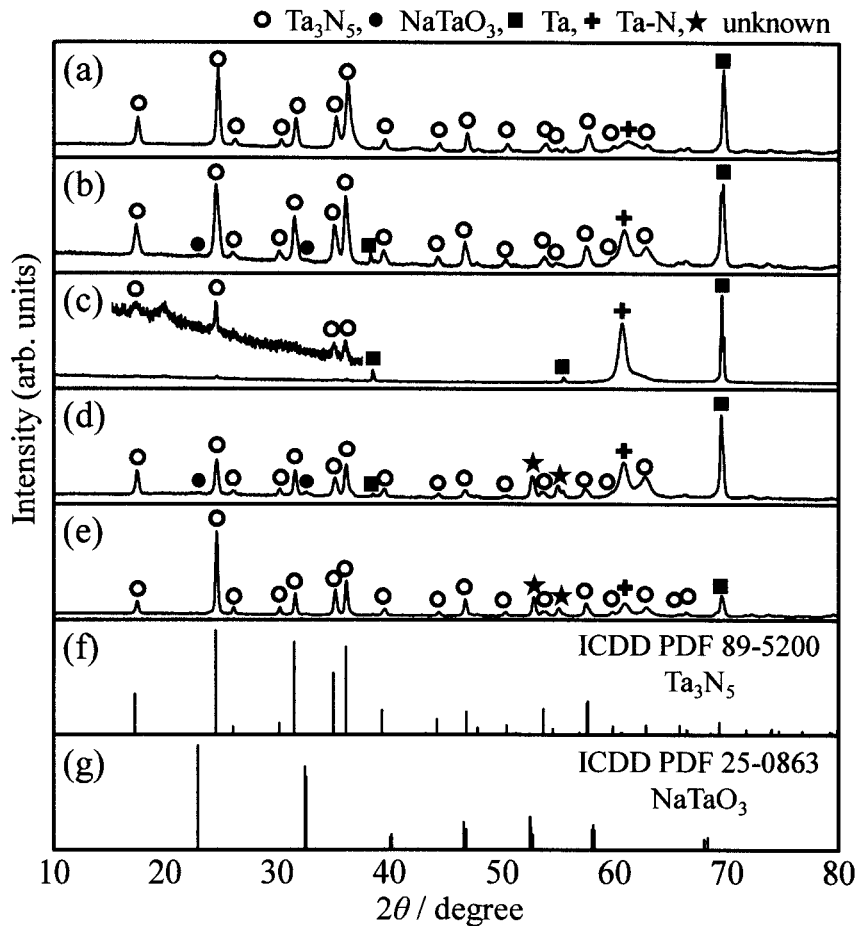 ○ Ta₃N₅, ● NaTaO₃, ■ Ta, ✚ Ta-N, ★ unknown
(a)
(b)
(c)
(d)
(e)
(f)
ICDD PDF 89-5200
Ta₃N₅
(g)
ICDD PDF 25-0863
NaTaO₃
Intensity (arb. units)
10 20 30 40 50 60 70 80
2θ / degree